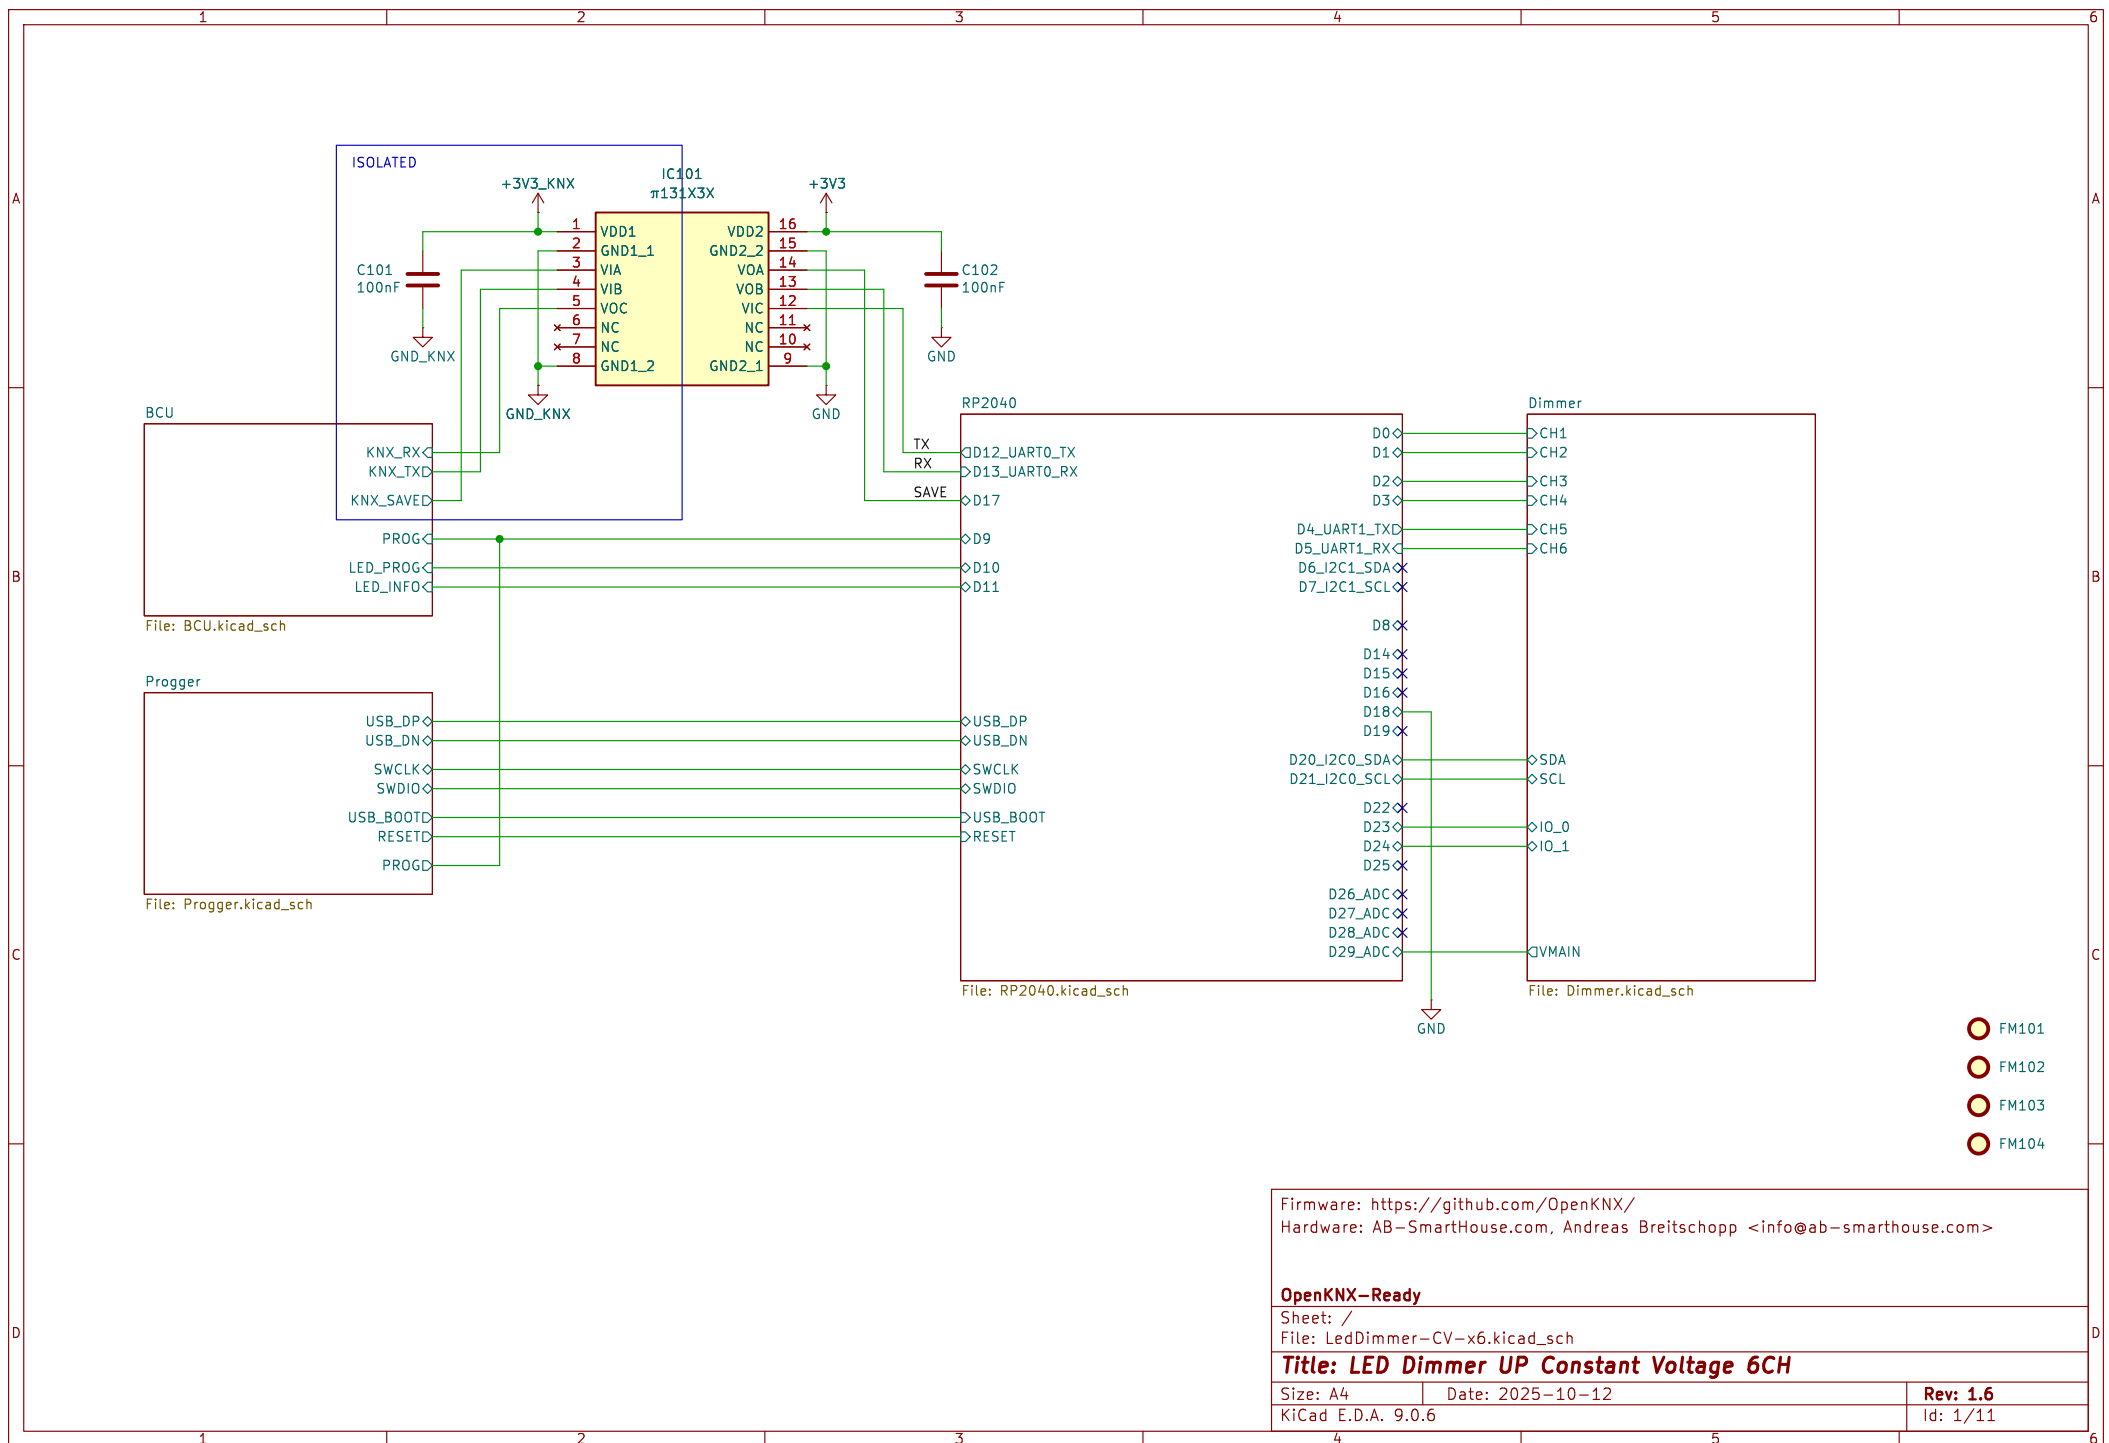 1 2 3 4 5 6
A A
B B
C C
D D
ISOLATED
+3V3_KNX
IC101
π131X3X
+3V3
1 VDD1
2 GND1_1
3 VIA
4 VIB
5 VOC
6 NC
7 NC
8 GND1_2
VDD2 16
GND2_2 15
VOA 14
VOB 13
VIC 12
NC 11
NC 10
GND2_1 9
C101
100nF
GND_KNX
GND_KNX
C102
100nF
GND
GND
BCU
KNX_RX
KNX_TX
KNX_SAVE
PROG
LED_PROG
LED_INFO
File: BCU.kicad_sch
Progger
USB_DP
USB_DN
SWCLK
SWDIO
USB_BOOT
RESET
PROG
File: Progger.kicad_sch
TX
RX
SAVE
RP2040
D12_UART0_TX
D13_UART0_RX
D17
D9
D10
D11
USB_DP
USB_DN
SWCLK
SWDIO
USB_BOOT
RESET
D0
D1
D2
D3
D4_UART1_TX
D5_UART1_RX
D6_I2C1_SDA
D7_I2C1_SCL
D8
D14
D15
D16
D18
D19
D20_I2C0_SDA
D21_I2C0_SCL
D22
D23
D24
D25
D26_ADC
D27_ADC
D28_ADC
D29_ADC
File: RP2040.kicad_sch
GND
Dimmer
CH1
CH2
CH3
CH4
CH5
CH6
SDA
SCL
IO_0
IO_1
VMAIN
File: Dimmer.kicad_sch
FM101
FM102
FM103
FM104
Firmware: https://github.com/OpenKNX/
Hardware: AB-SmartHouse.com, Andreas Breitschopp <info@ab-smarthouse.com>
OpenKNX-Ready
Sheet: /
File: LedDimmer-CV-x6.kicad_sch
Title: LED Dimmer UP Constant Voltage 6CH
Size: A4 Date: 2025-10-12 Rev: 1.6
KiCad E.D.A. 9.0.6 Id: 1/11
1 2 3 4 5 6